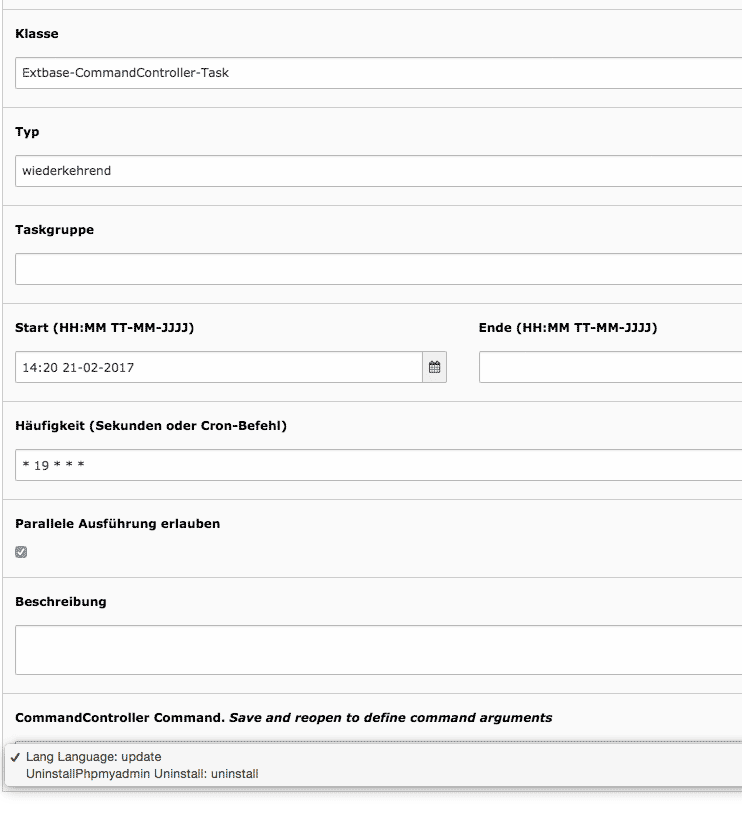 Klasse
Extbase-CommandController-Task
Typ
wiederkehrend
Taskgruppe
Start (HH:MM TT-MM-JJJJ)
Ende (HH:MM TT-MM-JJJJ)
14:20 21-02-2017
Häufigkeit (Sekunden oder Cron-Befehl)
* 19 * * *
Parallele Ausführung erlauben
Beschreibung
CommandController Command. Save and reopen to define command arguments
✓ Lang Language: update
UninstallPhpmyadmin Uninstall: uninstall